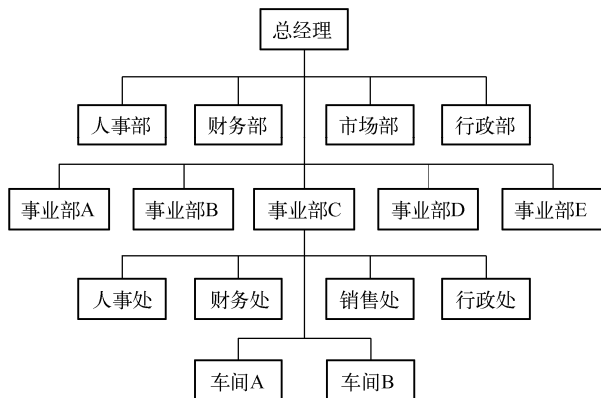 总经理
人事部 财务部 市场部 行政部
事业部A 事业部B 事业部C 事业部D 事业部E
人事处 财务处 销售处 行政处
车间A 车间B